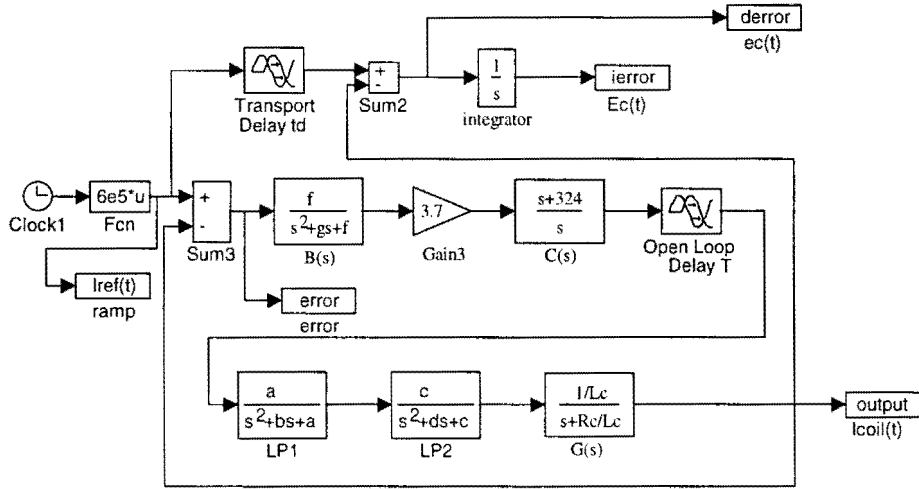 derror
ec(t)
+
-
Sum2
1
s
integrator
ierror
Ec(t)
Transport
Delay td
Clock1
6e5*u
Fcn
Iref(t)
ramp
+
-
Sum3
f
s²+gs+f
B(s)
3.7
Gain3
s+324
s
C(s)
Open Loop
Delay T
error
error
a
s²+bs+a
LP1
c
s²+ds+c
LP2
1/Lc
s+Rc/Lc
G(s)
output
Icoil(t)